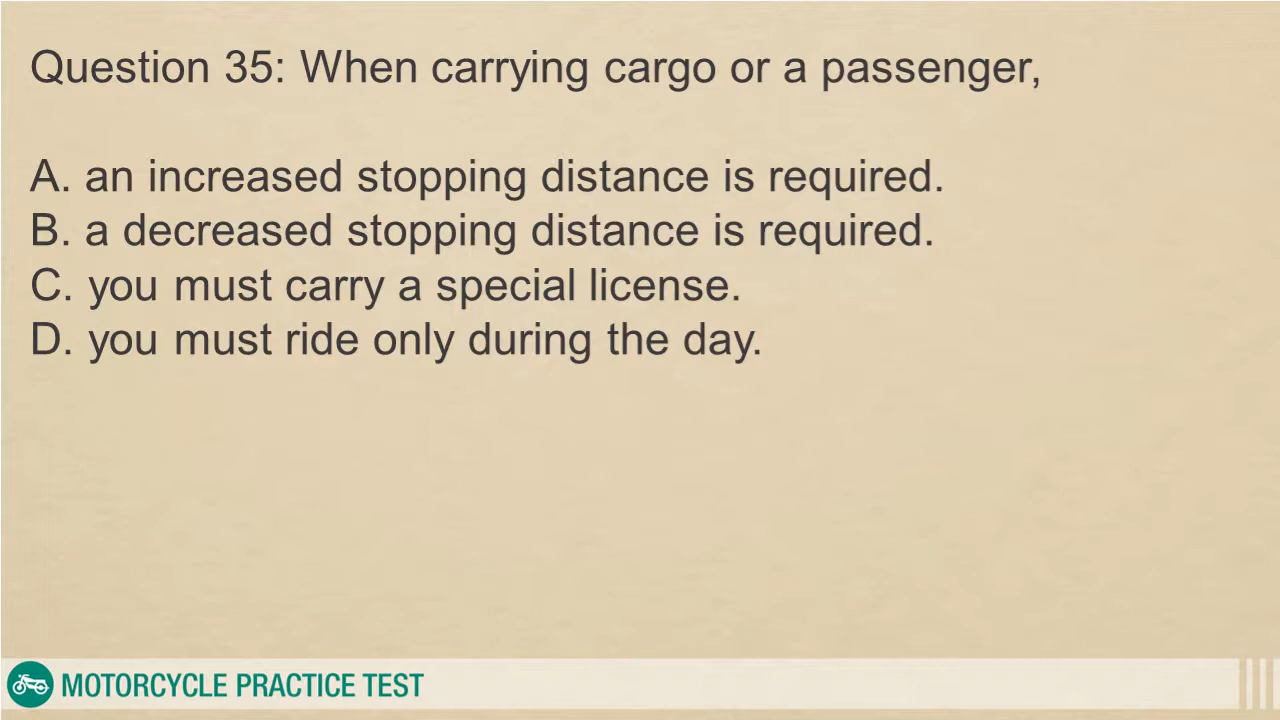 Question 35: When carrying cargo or a passenger,
A. an increased stopping distance is required.
B. a decreased stopping distance is required.
C. you must carry a special license.
D. you must ride only during the day.
MOTORCYCLE PRACTICE TEST